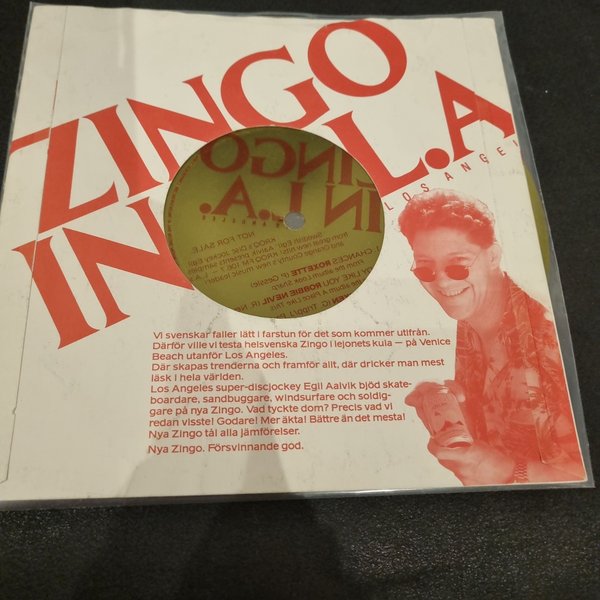 ZINGO
IN L.A
LOS ANGEL
NOT FOR SALE
ROXETTE
ROBBIE NEVIL
Vi svenskar faller lätt i farstun för det som kommer utifrån.
Därför ville vi testa helsvenska Zingo i lejonets kula — på Venice
Beach utanför Los Angeles.
Där skapas trenderna och framför allt, där dricker man mest
läsk i hela världen.
Los Angeles super-discjockey Egil Aalvik bjöd skate-
boardare, sandbuggare, windsurfare och soldig-
gare på nya Zingo. Vad tyckte dom? Precis vad vi
redan visste! Godare! Mer äkta! Bättre än det mesta!
Nya Zingo tål alla jämförelser.
Nya Zingo. Försvinnande god.